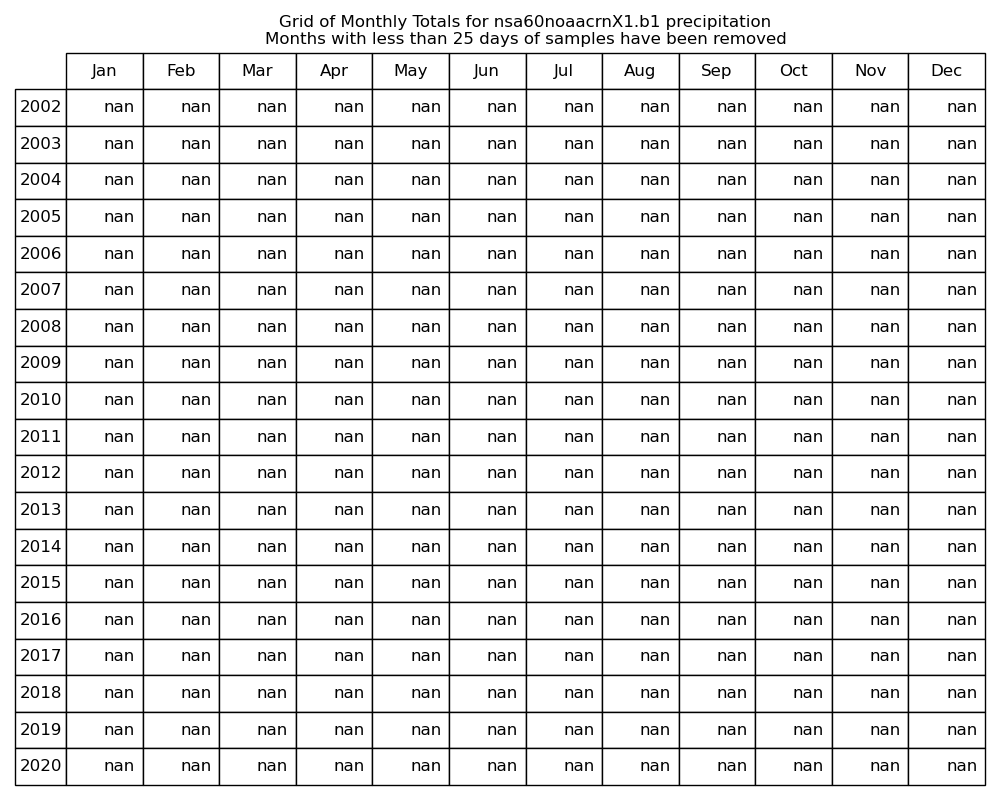 Grid of Monthly Totals for nsa60noaacrnX1.b1 precipitation
Months with less than 25 days of samples have been removed
Jan Feb Mar Apr May Jun Jul Aug Sep Oct Nov Dec
2002 nan nan nan nan nan nan nan nan nan nan nan nan
2003 nan nan nan nan nan nan nan nan nan nan nan nan
2004 nan nan nan nan nan nan nan nan nan nan nan nan
2005 nan nan nan nan nan nan nan nan nan nan nan nan
2006 nan nan nan nan nan nan nan nan nan nan nan nan
2007 nan nan nan nan nan nan nan nan nan nan nan nan
2008 nan nan nan nan nan nan nan nan nan nan nan nan
2009 nan nan nan nan nan nan nan nan nan nan nan nan
2010 nan nan nan nan nan nan nan nan nan nan nan nan
2011 nan nan nan nan nan nan nan nan nan nan nan nan
2012 nan nan nan nan nan nan nan nan nan nan nan nan
2013 nan nan nan nan nan nan nan nan nan nan nan nan
2014 nan nan nan nan nan nan nan nan nan nan nan nan
2015 nan nan nan nan nan nan nan nan nan nan nan nan
2016 nan nan nan nan nan nan nan nan nan nan nan nan
2017 nan nan nan nan nan nan nan nan nan nan nan nan
2018 nan nan nan nan nan nan nan nan nan nan nan nan
2019 nan nan nan nan nan nan nan nan nan nan nan nan
2020 nan nan nan nan nan nan nan nan nan nan nan nan